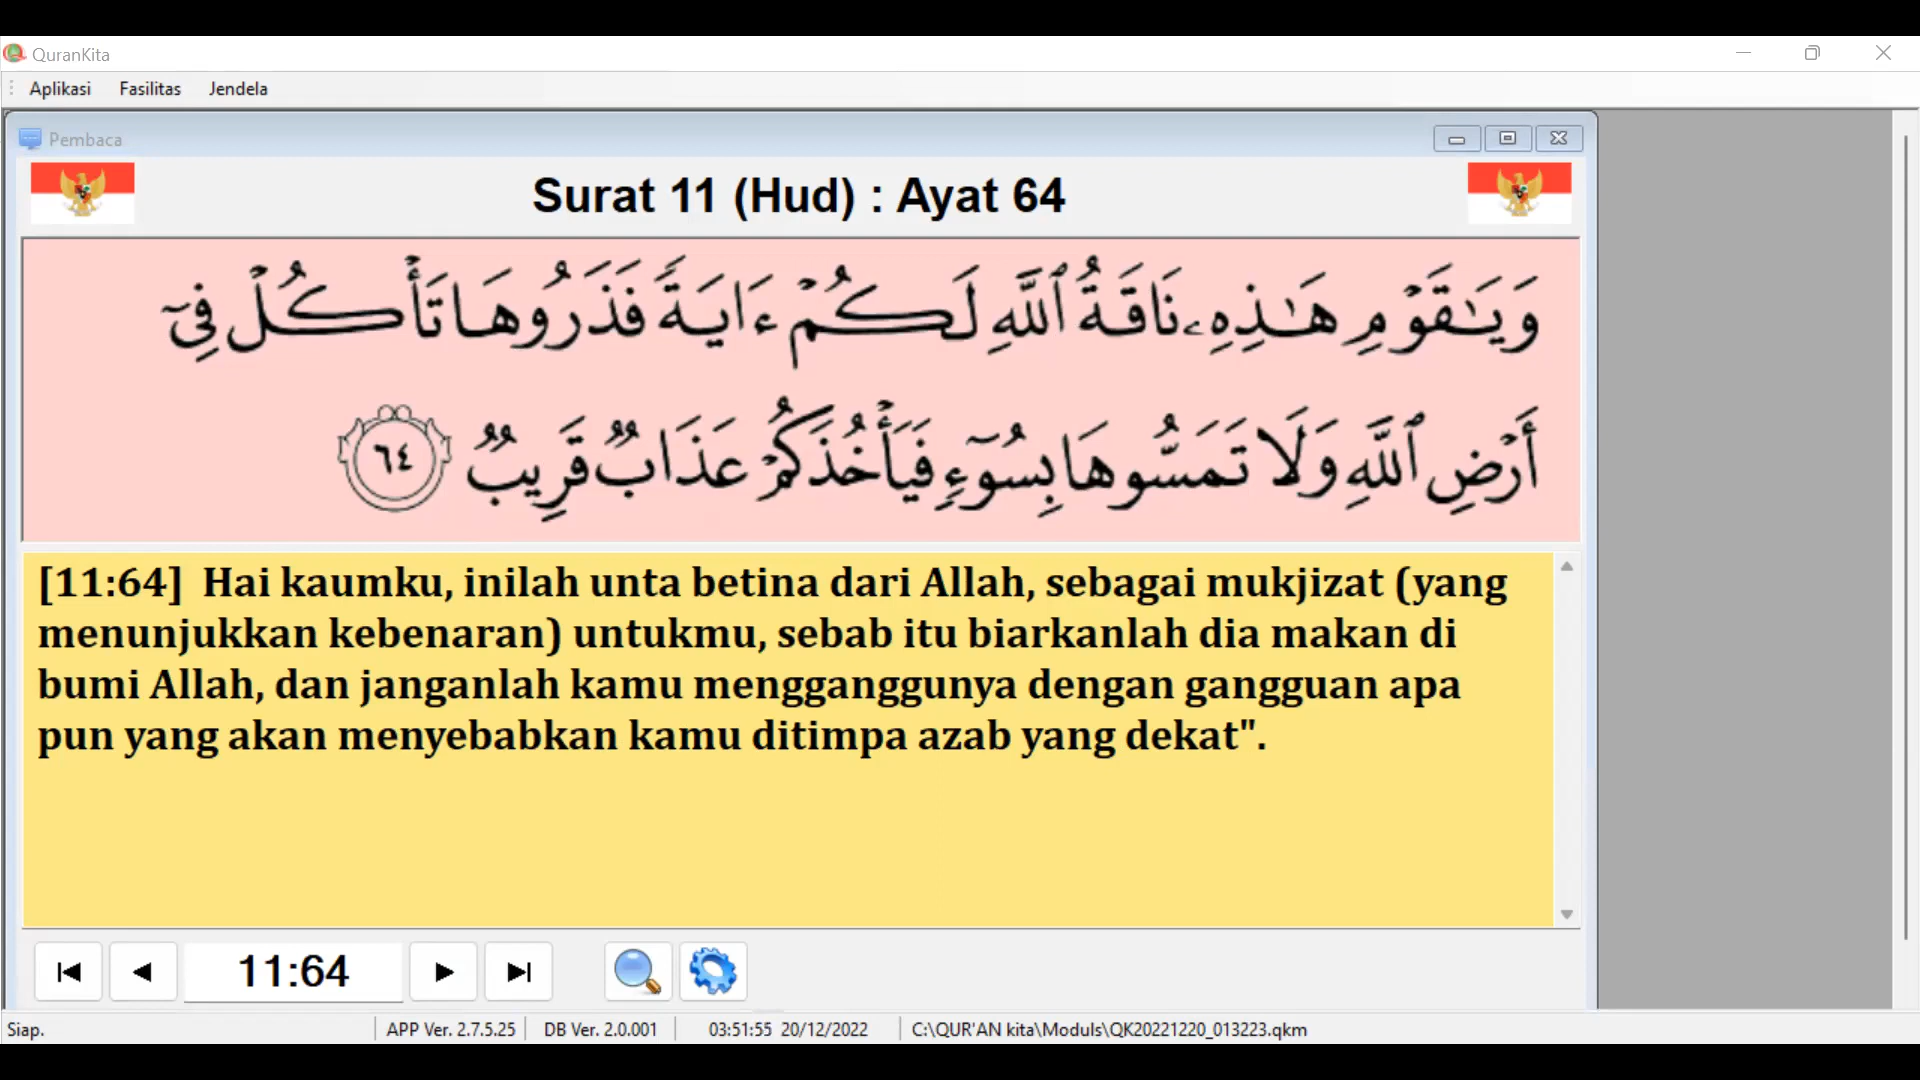 QuranKita
Aplikasi Fasilitas Jendela
Pembaca
Surat 11 (Hud) : Ayat 64
وَيَٰقَوۡمِ هَٰذِهِۦ نَاقَةُ ٱللَّهِ لَكُمۡ ءَايَةٗۖ فَذَرُوهَا تَأۡكُلۡ فِيٓ
أَرۡضِ ٱللَّهِ وَلَا تَمَسُّوهَا بِسُوٓءٖ فَيَأۡخُذَكُمۡ عَذَابٞ قَرِيبٞ ٦٤
[11:64] Hai kaumku, inilah unta betina dari Allah, sebagai mukjizat (yang
menunjukkan kebenaran) untukmu, sebab itu biarkanlah dia makan di
bumi Allah, dan janganlah kamu mengganggunya dengan gangguan apa
pun yang akan menyebabkan kamu ditimpa azab yang dekat".
11:64
Siap. APP Ver. 2.7.5.25 DB Ver. 2.0.001 03:51:55 20/12/2022 C:\QUR'AN kita\Moduls\QK20221220_013223.qkm